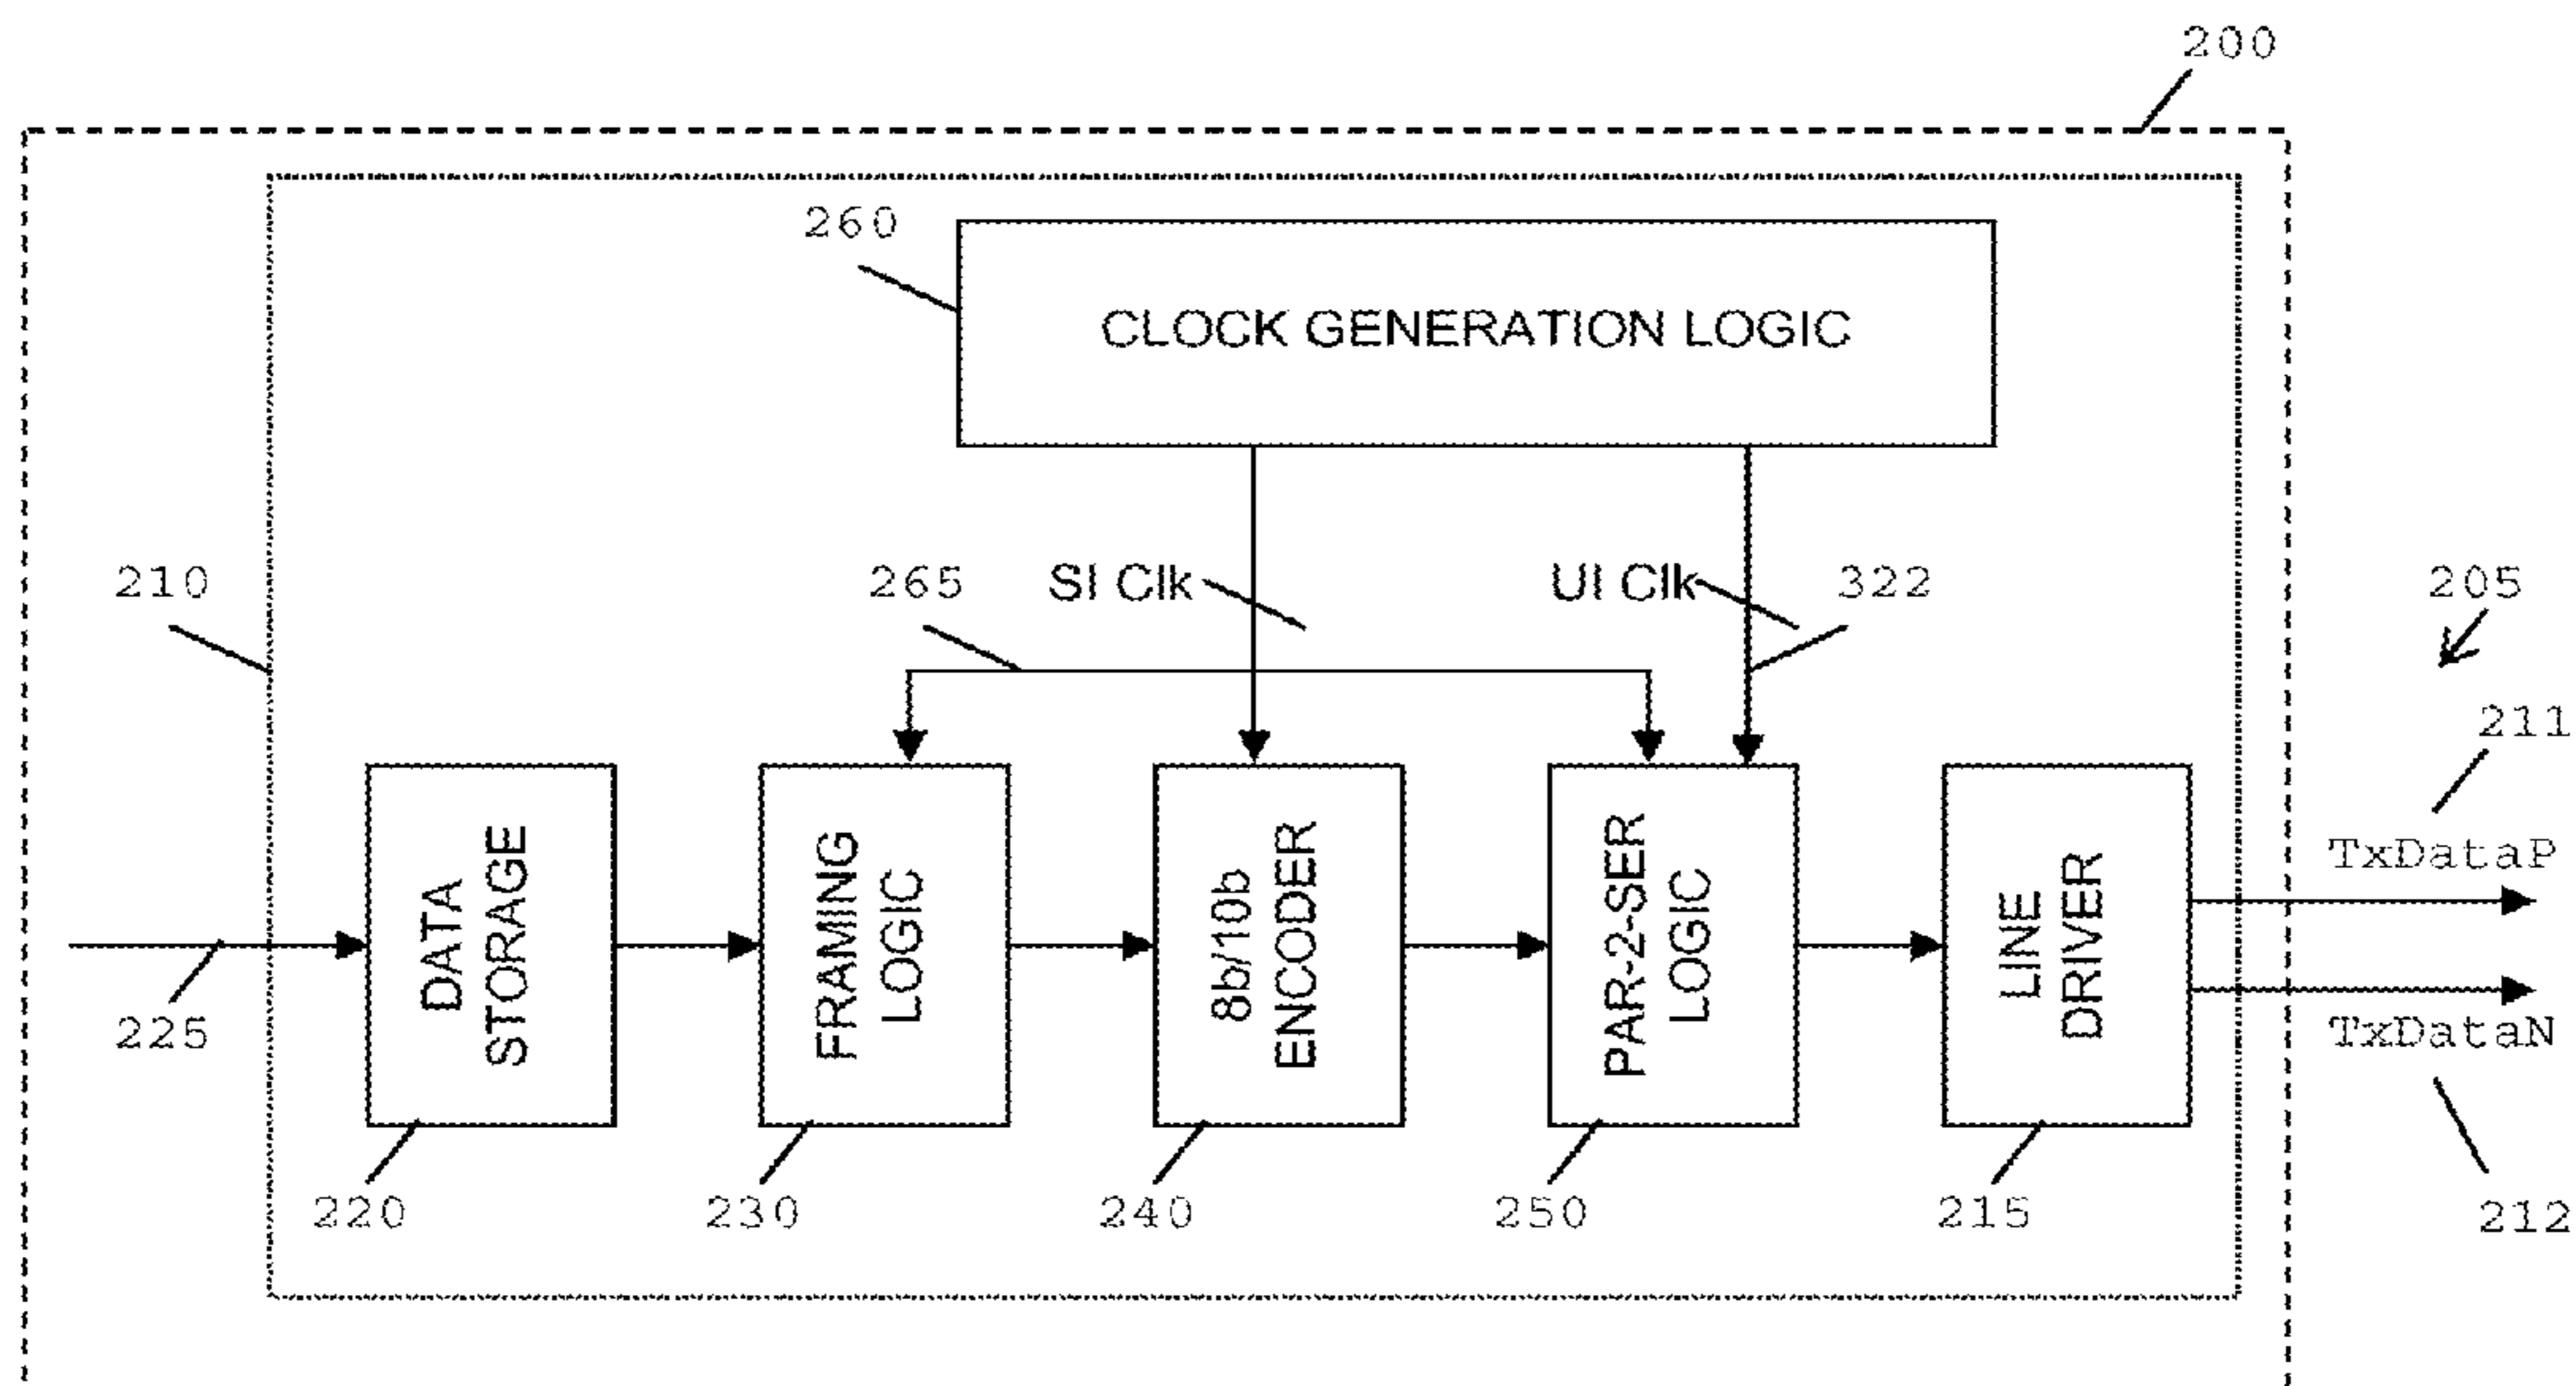 200
260
CLOCK GENERATION LOGIC
210
265
SI Clk
UI Clk
322
205
211
DATA
STORAGE
FRAMING
LOGIC
8b/10b
ENCODER
PAR-2-SER
LOGIC
LINE
DRIVER
TxDataP
225
TxDataN
220
230
240
250
215
212